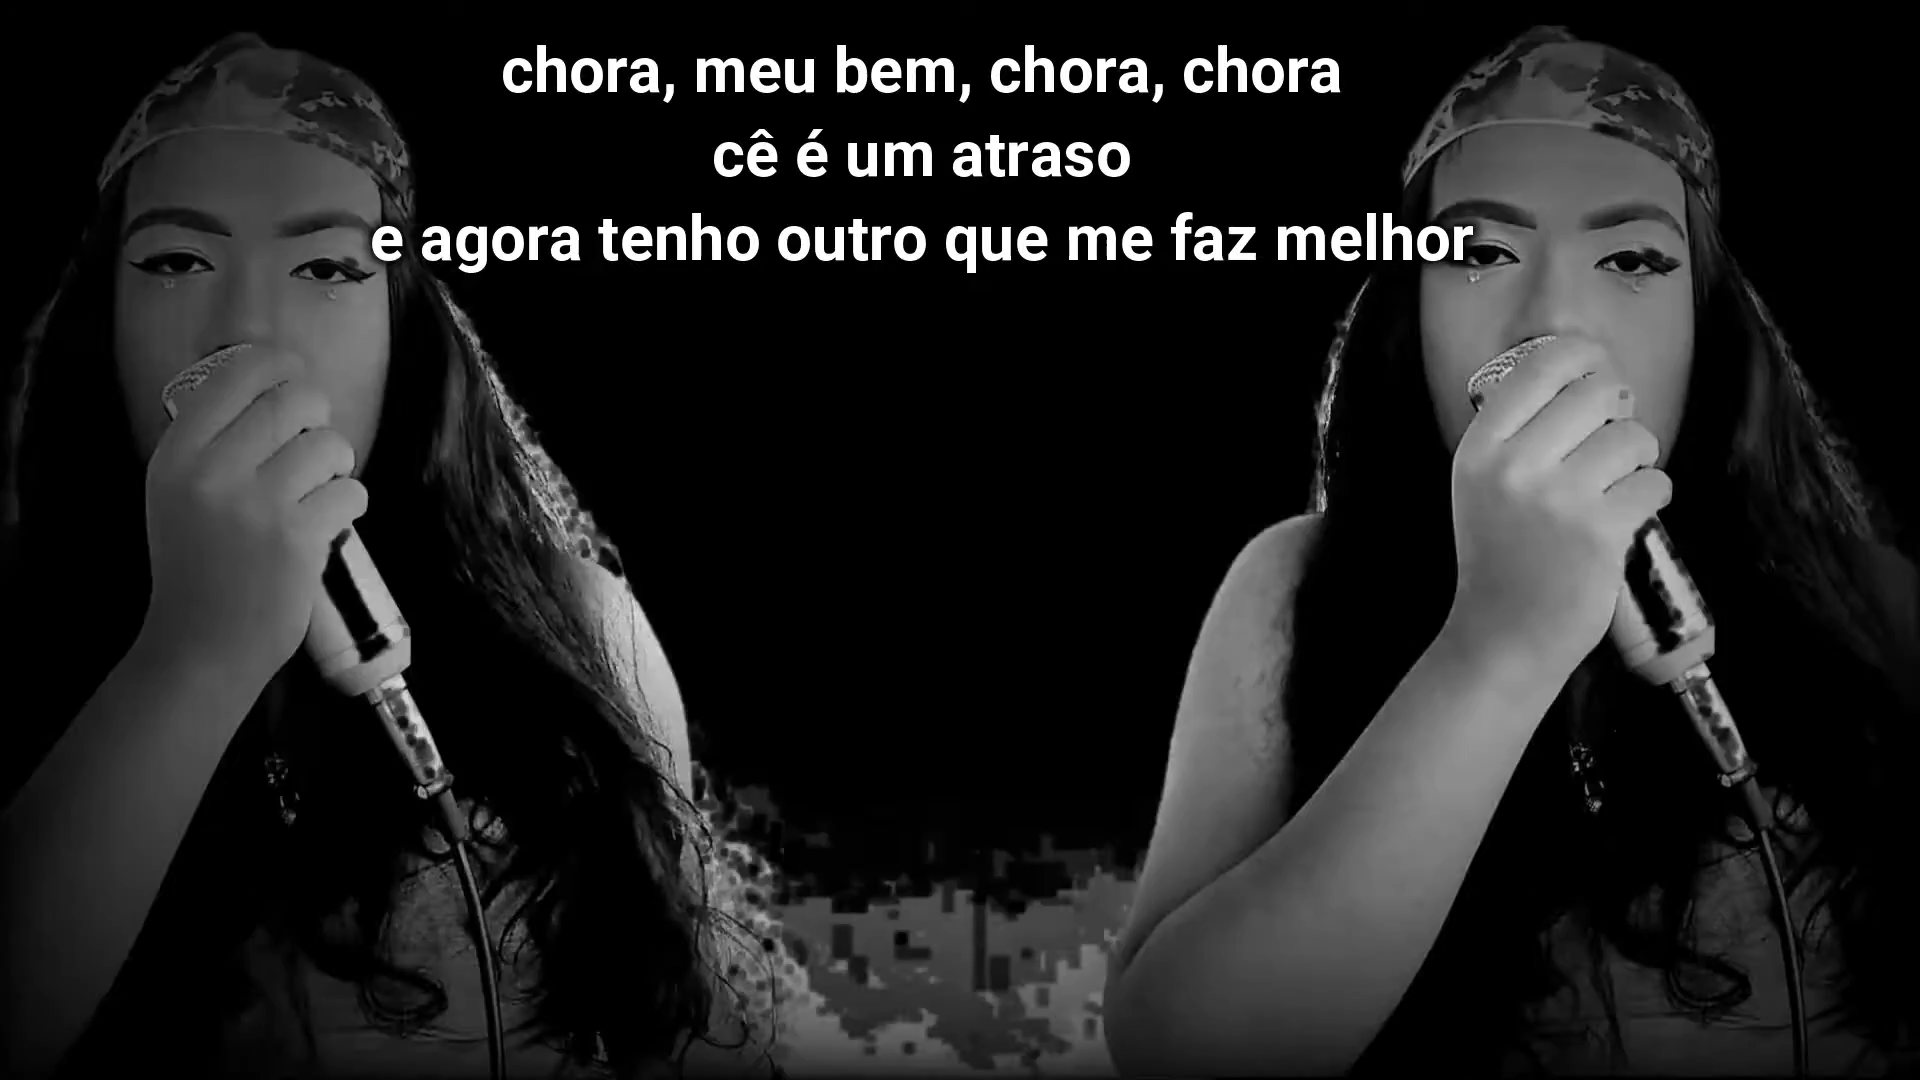 chora, meu bem, chora, chora
cê é um atraso
e agora tenho outro que me faz melhor